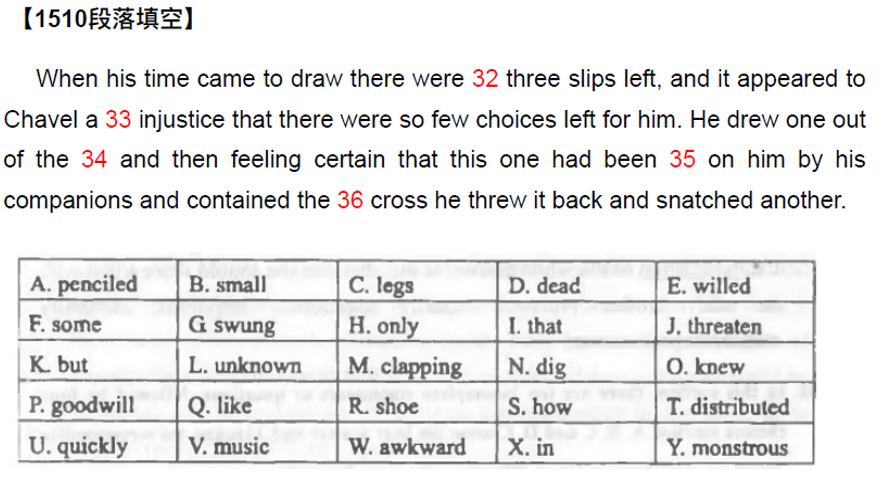 【1510段落填空】
When his time came to draw there were 32 three slips left, and it appeared to
Chavel a 33 injustice that there were so few choices left for him. He drew one out
of the 34 and then feeling certain that this one had been 35 on him by his
companions and contained the 36 cross he threw it back and snatched another.
A. penciled B. small C. legs D. dead E. willed
F. some G swung H. only I. that J. threaten
K. but L. unknown M. clapping N. dig O. knew
P. goodwill Q. like R. shoe S. how T. distributed
U. quickly V. music W. awkward X. in Y. monstrous